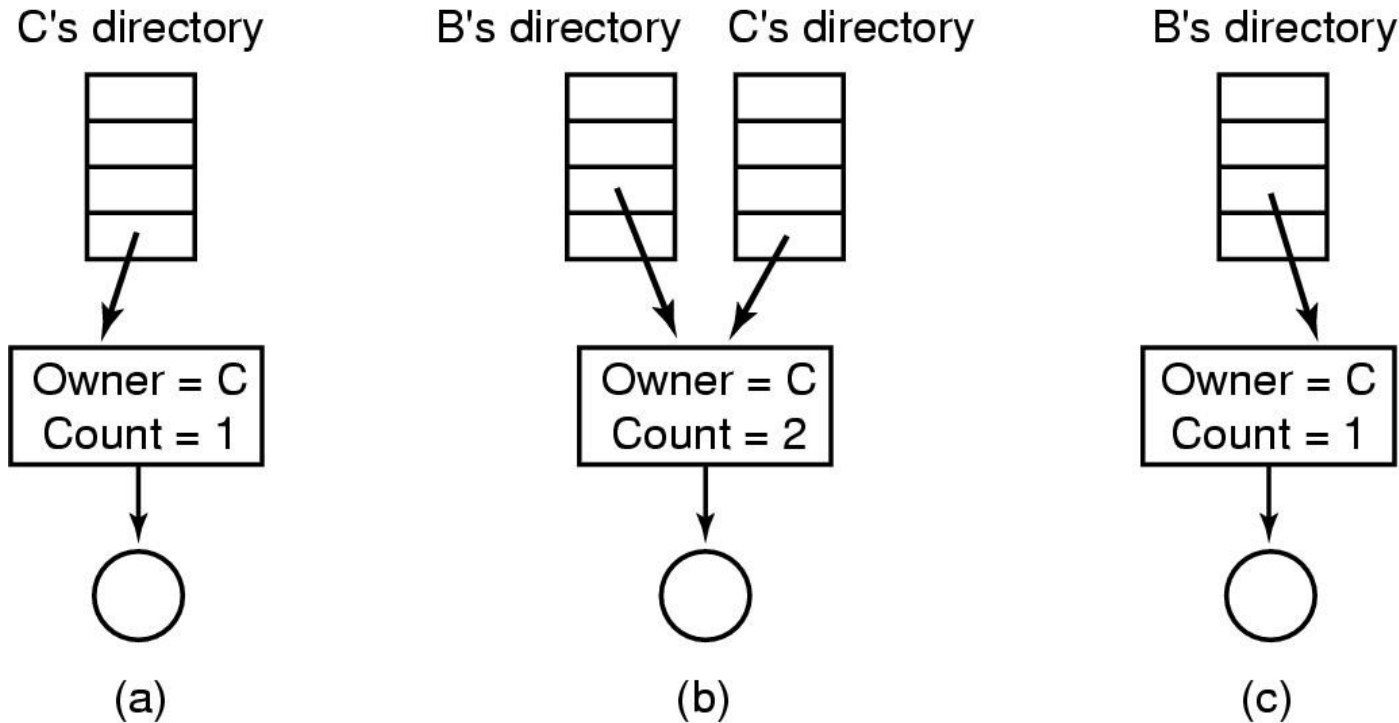 C's directory
B's directory
C's directory
B's directory
Owner = C
Count = 1
Owner = C
Count = 2
Owner = C
Count = 1
(a)
(b)
(c)